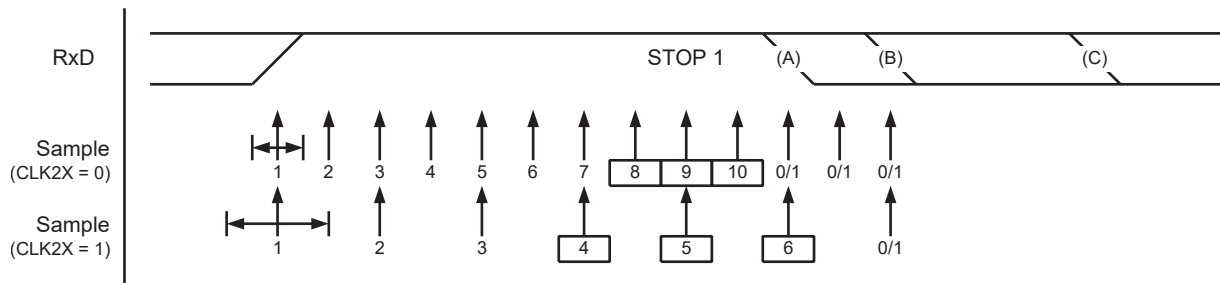 RxD
STOP 1
(A)
(B)
(C)
Sample
(CLK2X = 0)
1 2 3 4 5 6 7 8 9 10 0/1 0/1 0/1
Sample
(CLK2X = 1)
1 2 3 4 5 6 0/1